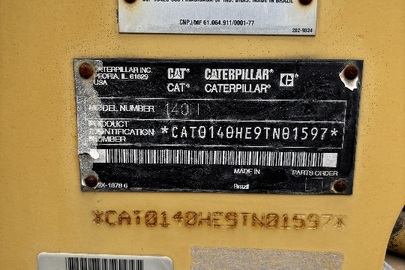 CNPJ/MF 61.064.911/0001-77
CATERPILLAR INC.
PEORIA, IL 61629
USA
CAT® CATERPILLAR®
CAT® CATERPILLAR®
MODEL NUMBER 140H
PRODUCT IDENTIFICATION NUMBER
*CAT0140HE9TN01597*
MADE IN
Brazil
PARTS ORDER
*CAT0140HE9TN01597*